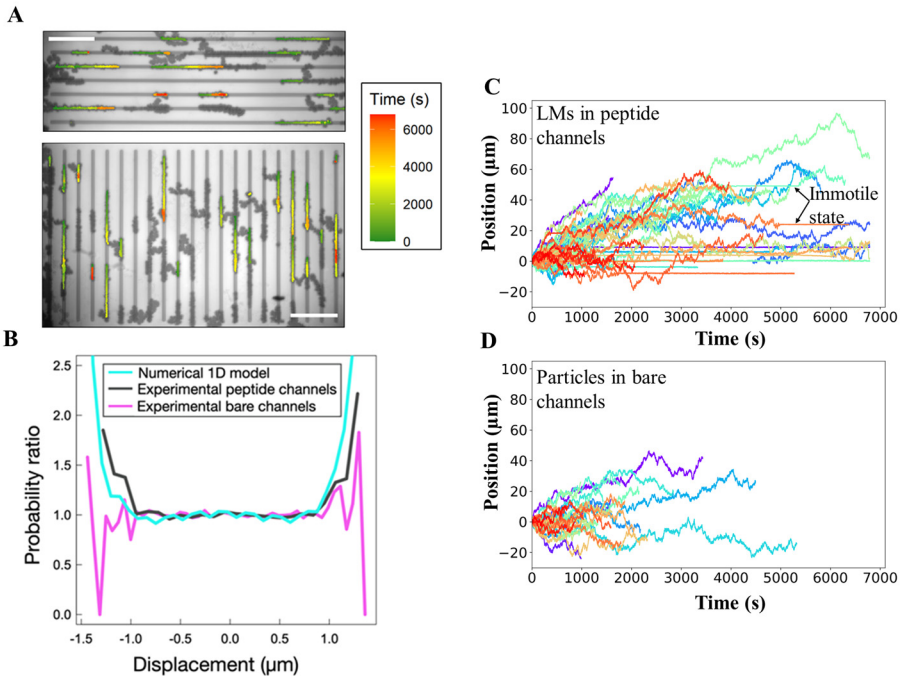 A
Time (s)
6000
4000
2000
0
B
2.5
2.0
1.5
1.0
0.5
0.0
Probability ratio
Numerical 1D model
Experimental peptide channels
Experimental bare channels
-1.5
-1.0
-0.5
0.0
0.5
1.0
Displacement (µm)
C
100
80
60
40
20
0
−20
Position (µm)
LMs in peptide
channels
Immotile
state
0
1000
2000
3000
4000
5000
6000
7000
Time (s)
D
100
80
60
40
20
0
−20
Position (µm)
Particles in bare
channels
0
1000
2000
3000
4000
5000
6000
7000
Time (s)